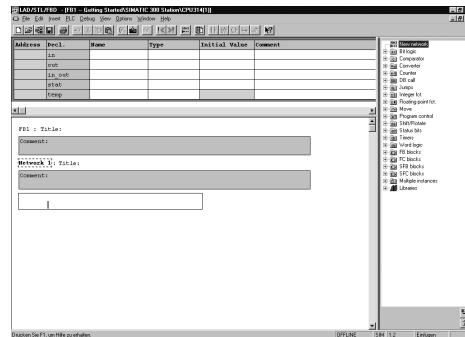 LAD/STL/FBD - [FB1 -- Getting Started\SIMATIC 300 Station\CPU314(1)]
File Edit Insert PLC Debug View Options Window Help
Address Decl. Name Type Initial Value Comment
in
out
in_out
stat
temp
FB1 : Title:
Comment:
Network 1: Title:
Comment:
New network
Bit logic
Comparator
Converter
Counter
DB call
Jumps
Integer fct.
Floating-point fct.
Move
Program control
Shift/Rotate
Status bits
Timers
Word logic
FB blocks
FC blocks
SFB blocks
SFC blocks
Multiple instances
Libraries
Drücken Sie F1, um Hilfe zu erhalten. OFFLINE SIM 1:2 Einfügen